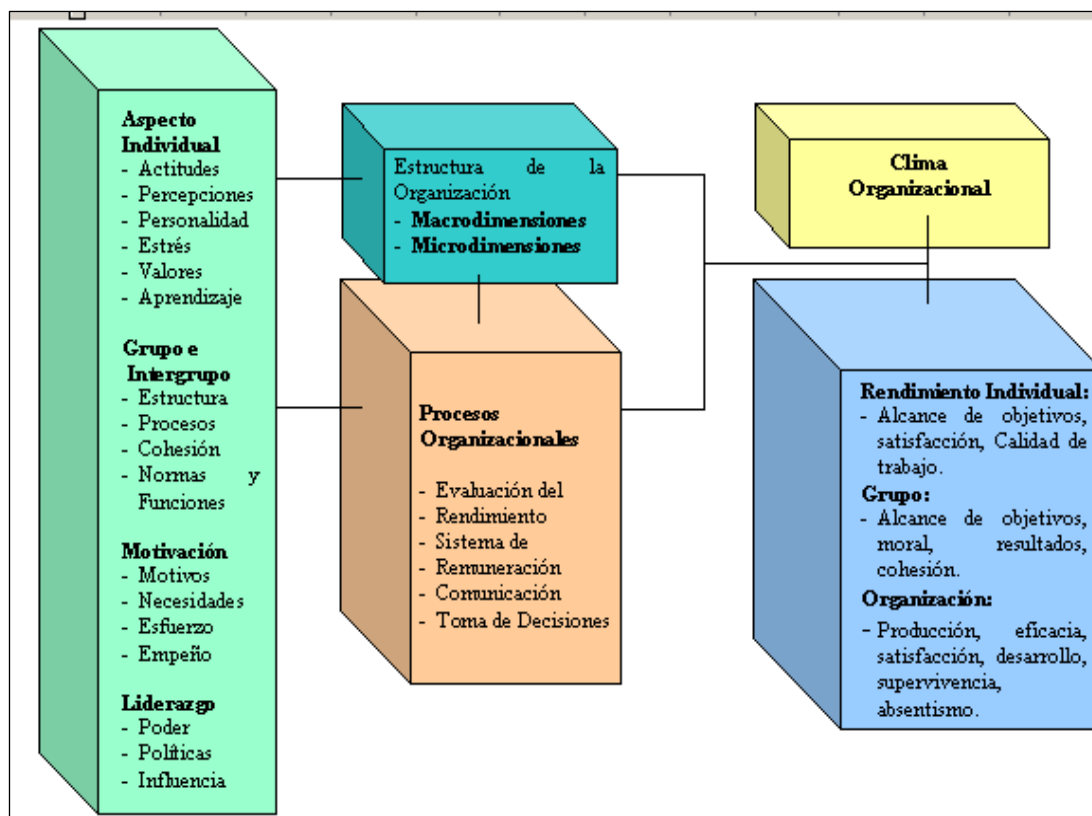 Aspecto
Individual
- Actitudes
- Percepciones
- Personalidad
- Estrés
- Valores
- Aprendizaje
Grupo e
Intergrupo
- Estructura
- Procesos
- Cohesión
- Normas y
Funciones
Motivación
- Motivos
- Necesidades
- Esfuerzo
- Empeño
Liderazgo
- Poder
- Políticas
- Influencia
Estructura de la
Organización
- Macrodimensiones
- Microdimensiones
Procesos
Organizacionales
- Evaluación del
- Rendimiento
- Sistema de
- Remuneración
- Comunicación
- Toma de Decisiones
Clima
Organizacional
Rendimiento Individual:
- Alcance de objetivos,
satisfacción, Calidad de
trabajo.
Grupo:
- Alcance de objetivos,
moral, resultados,
cohesión.
Organización:
- Producción, eficacia,
satisfacción, desarrollo,
supervivencia,
absentismo.